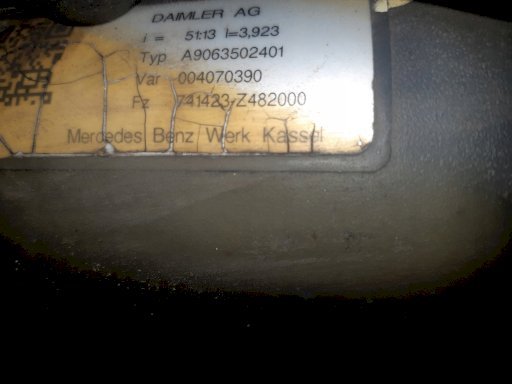 DAIMLER AG
i = 51:13 I=3,923
Typ A9063502401
Var 004070390
Fz 741423-Z482000
Mercedes Benz Werk Kassel